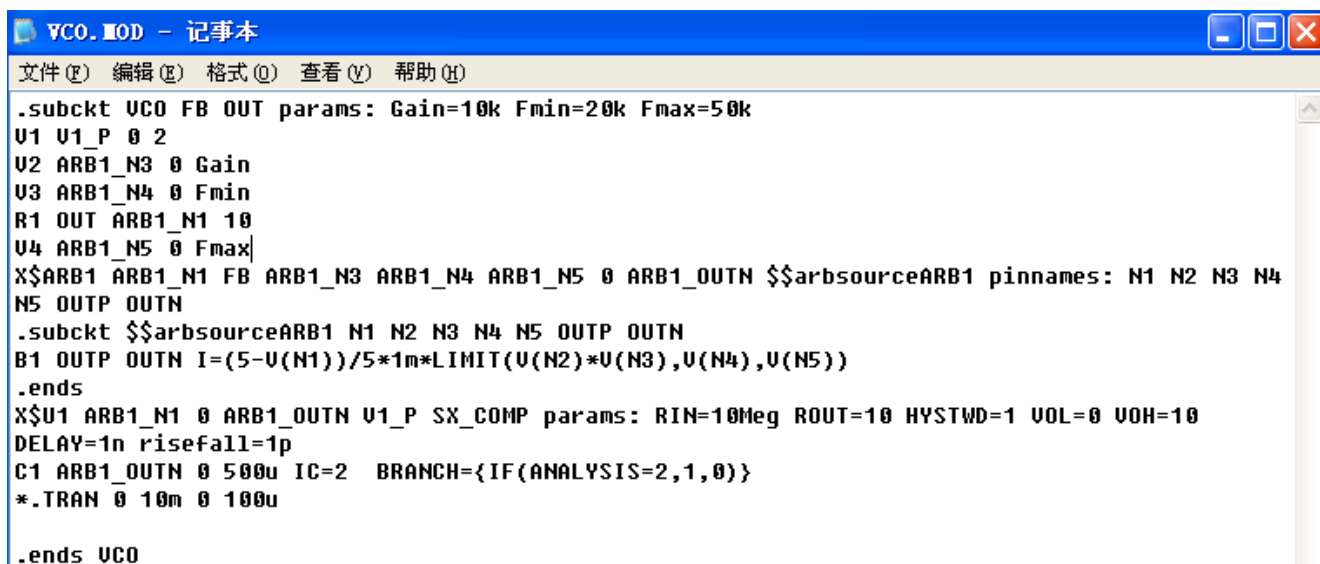 VCO.MOD - 记事本
文件(F) 编辑(E) 格式(O) 查看(V) 帮助(H)
.subckt VCO FB OUT params: Gain=10k Fmin=20k Fmax=50k
V1 V1_P 0 2
V2 ARB1_N3 0 Gain
V3 ARB1_N4 0 Fmin
R1 OUT ARB1_N1 10
V4 ARB1_N5 0 Fmax
X$ARB1 ARB1_N1 FB ARB1_N3 ARB1_N4 ARB1_N5 0 ARB1_OUTN $$arbsourceARB1 pinnames: N1 N2 N3 N4
N5 OUTP OUTN
.subckt $$arbsourceARB1 N1 N2 N3 N4 N5 OUTP OUTN
B1 OUTP OUTN I=(5-V(N1))/5*1m*LIMIT(V(N2)*V(N3),V(N4),V(N5))
.ends
X$U1 ARB1_N1 0 ARB1_OUTN V1_P SX_COMP params: RIN=10Meg ROUT=10 HYSTWD=1 VOL=0 VOH=10
DELAY=1n risefall=1p
C1 ARB1_OUTN 0 500u IC=2  BRANCH={IF(ANALYSIS=2,1,0)}
*.TRAN 0 10m 0 100u
.ends VCO